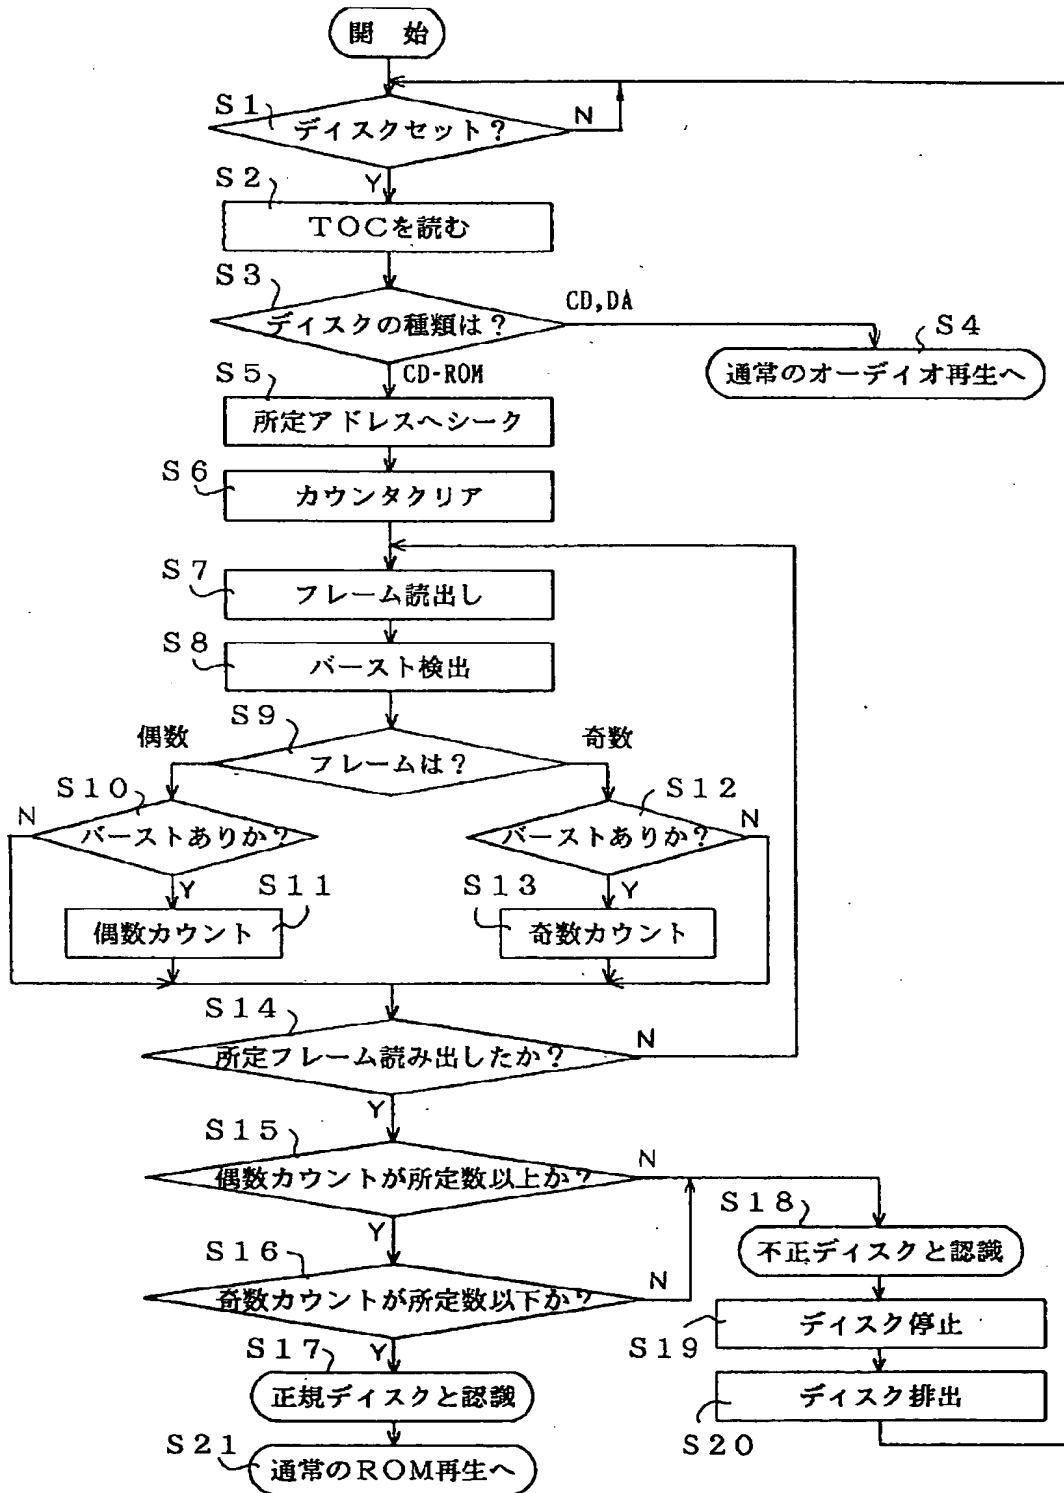 開 始
S1
ディスクセット?
N
Y
S2
TOCを読む
S3
ディスクの種類は?
CD,DA
S4
通常のオーディオ再生へ
CD-ROM
S5
所定アドレスへシーク
S6
カウンタクリア
S7
フレーム読出し
S8
バースト検出
S9
偶数
フレームは?
奇数
S10
N
バーストありか?
S12
バーストありか?
N
Y
S11
偶数カウント
Y
S13
奇数カウント
S14
所定フレーム読み出したか?
N
Y
S15
偶数カウントが所定数以上か?
N
Y
S16
奇数カウントが所定数以下か?
N
Y
S18
不正ディスクと認識
S19
ディスク停止
S20
ディスク排出
S17
正規ディスクと認識
S21
通常のROM再生へ